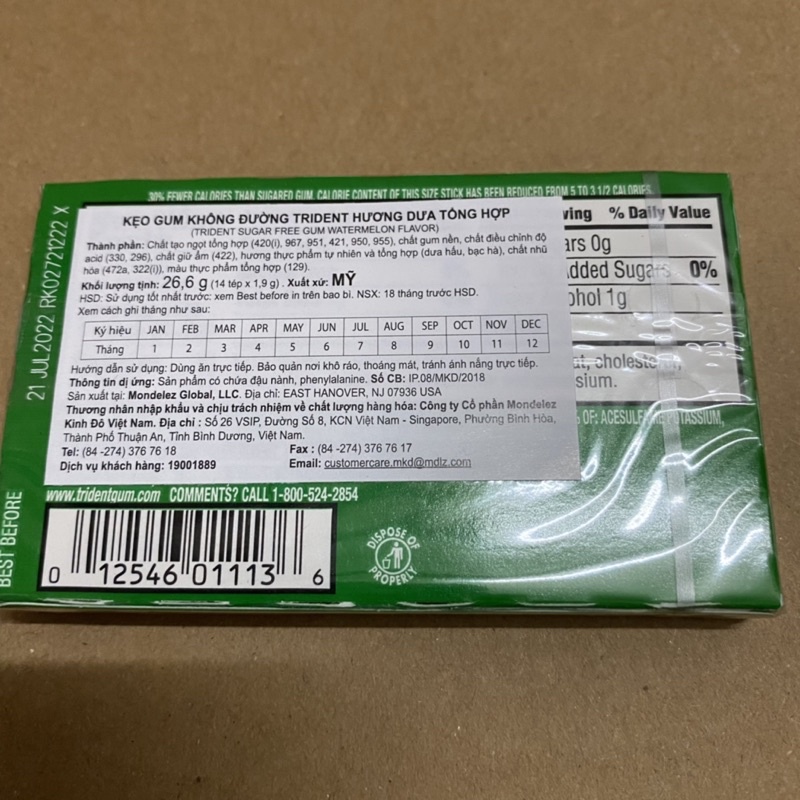 30% FEWER CALORIES THAN SUGARED GUM. CALORIE CONTENT OF THIS SIZE STICK HAS BEEN REDUCED FROM 5 TO 3 1/2 CALORIES.
KẸO GUM KHÔNG ĐƯỜNG TRIDENT HƯƠNG DƯA TỔNG HỢP
(TRIDENT SUGAR FREE GUM WATERMELON FLAVOR)
Thành phần: Chất tạo ngọt tổng hợp (420(i), 967, 951, 421, 950, 955), chất gum nền, chất điều chỉnh độ
acid (330, 296), chất giữ ẩm (422), hương thực phẩm tự nhiên và tổng hợp (dưa hấu, bạc hà), chất nhũ
hóa (472a, 322(i)), màu thực phẩm tổng hợp (129).
Khối lượng tịnh: 26,6 g (14 tép x 1,9 g). Xuất xứ: MỸ
HSD: Sử dụng tốt nhất trước: xem Best before in trên bao bì. NSX: 18 tháng trước HSD.
Xem cách ghi tháng như sau:
Ký hiệu JAN FEB MAR APR MAY JUN JUL AUG SEP OCT NOV DEC
Tháng 1 2 3 4 5 6 7 8 9 10 11 12
Hướng dẫn sử dụng: Dùng ăn trực tiếp. Bảo quản nơi khô ráo, thoáng mát, tránh ánh nắng trực tiếp.
Thông tin dị ứng: Sản phẩm có chứa đậu nành, phenylalanine. Số CB: IP.08/MKD/2018
Sản xuất tại: Mondelez Global, LLC. Địa chỉ: EAST HANOVER, NJ 07936 USA
Thương nhân nhập khẩu và chịu trách nhiệm về chất lượng hàng hóa: Công ty Cổ phần Mondelez
Kinh Đô Việt Nam. Địa chỉ : Số 26 VSIP, Đường Số 8, KCN Việt Nam - Singapore, Phường Bình Hòa,
Thành Phố Thuận An, Tỉnh Bình Dương, Việt Nam.
Tel: (84 -274) 376 76 18 Fax : (84 -274) 376 76 17
Dịch vụ khách hàng: 19001889 Email: customercare.mkd@mdlz.com
ving % Daily Value
ars 0g
Added Sugars 0%
ohol 1g
at, cholesterol,
sium.
% OF: ACESULFAME POTASSIUM,
www.tridentgum.com COMMENTS? CALL 1-800-524-2854
0 12546 01113 6
DISPOSE OF
PROPERLY
BEST BEFORE
21 JUL2022 RK02721222 X